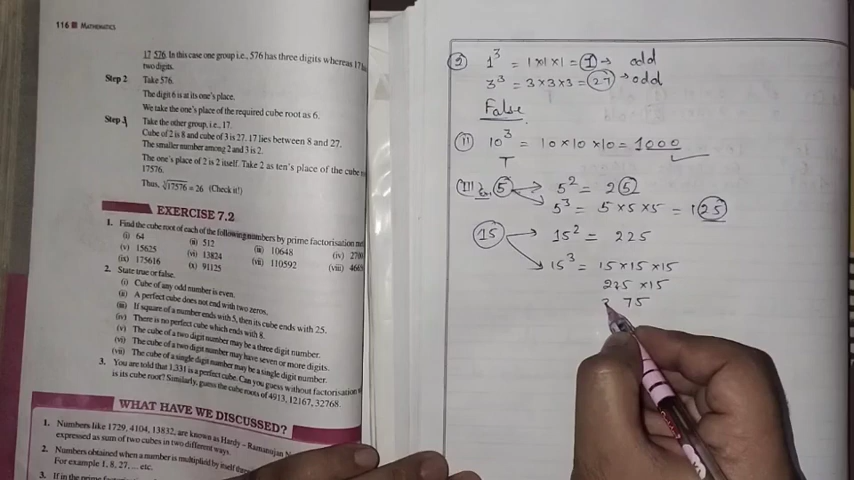 116 ■ MATHEMATICS
17 576. In this case one group i.e., 576 has three digits whereas 17 has
two digits.
Step 2 Take 576.
The digit 6 is at its one's place.
We take the one's place of the required cube root as 6.
Step 3 Take the other group, i.e., 17.
Cube of 2 is 8 and cube of 3 is 27. 17 lies between 8 and 27.
The smaller number among 2 and 3 is 2.
The one's place of 2 is 2 itself. Take 2 as ten's place of the cube
17576.
Thus, ∛17576 = 26 (Check it!)
EXERCISE 7.2
1. Find the cube root of each of the following numbers by prime factorisation
(i) 64 (ii) 512 (iii) 10648 (iv)
(v) 15625 (vi) 13824 (vii) 110592 (viii)
(ix) 175616 (x) 91125
2. State true or false.
(i) Cube of any odd number is even.
(ii) A perfect cube does not end with two zeros.
(iii) If square of a number ends with 5, then its cube ends with 25.
(iv) There is no perfect cube which ends with 8.
(v) The cube of a two digit number may be a three digit number.
(vi) The cube of a two digit number may have seven or more digits.
(vii) The cube of a single digit number may be a single digit number.
3. You are told that 1,331 is a perfect cube. Can you guess without factorisation
is its cube root? Similarly, guess the cube roots of 4913, 12167, 32768.
WHAT HAVE WE DISCUSSED?
1. Numbers like 1729, 4104, 13832, are known as Hardy – Ramanujan
expressed as sum of two cubes in two different ways.
2. Numbers obtained when a number is multiplied by itself
For example 1, 8, 27, ... etc.
3. If in the prime
② 1³ = 1×1×1 = 1 → odd
3³ = 3×3×3 = 27 → odd
False
(ii) 10³ = 10×10×10 = 1000
T
(III) 5 5² = 25
5³ = 5×5×5 = 125
15 15² = 225
15³ = 15×15×15
225 ×15
3 75